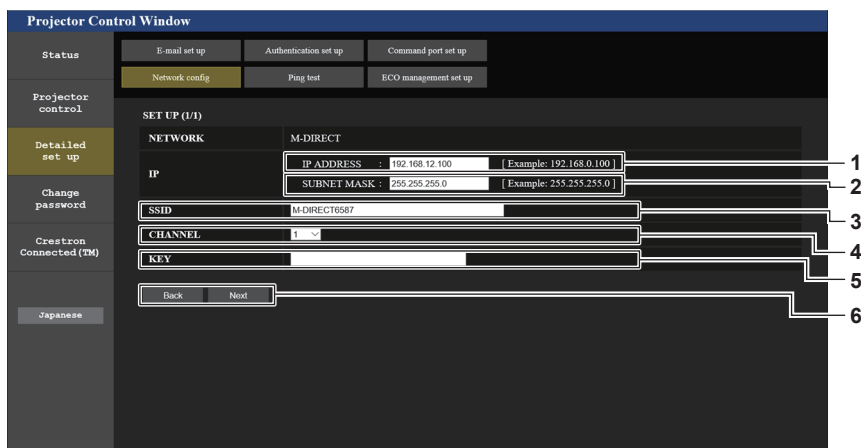 Projector Control Window
Status
Projector
control
Detailed
set up
Change
password
Crestron
Connected(TM)
Japanese
E-mail set up Authentication set up Command port set up
Network config Ping test ECO management set up
SET UP (1/1)
NETWORK M-DIRECT
IP
IP ADDRESS : 192.168.12.100 [ Example: 192.168.0.100 ] 1
SUBNET MASK : 255.255.255.0 [ Example: 255.255.255.0 ] 2
SSID M-DIRECT6587 3
CHANNEL 1 4
KEY 5
Back Next 6